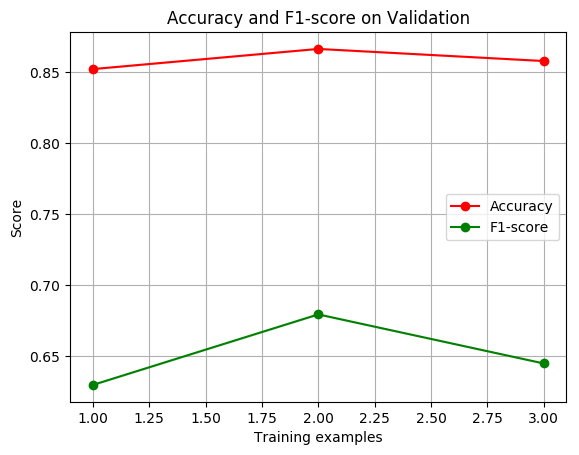 Accuracy and F1-score on Validation
Score
0.85
0.80
0.75
0.70
0.65
Accuracy
F1-score
1.00 1.25 1.50 1.75 2.00 2.25 2.50 2.75 3.00
Training examples